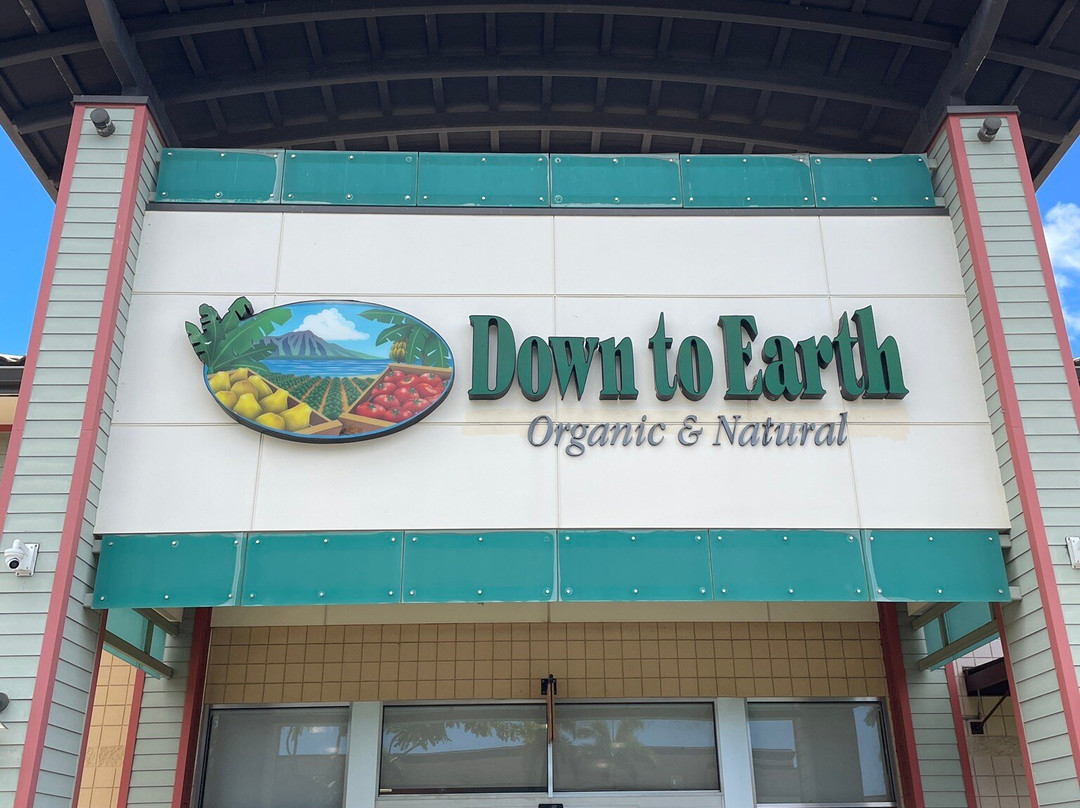 Down to Earth
Organic & Natural